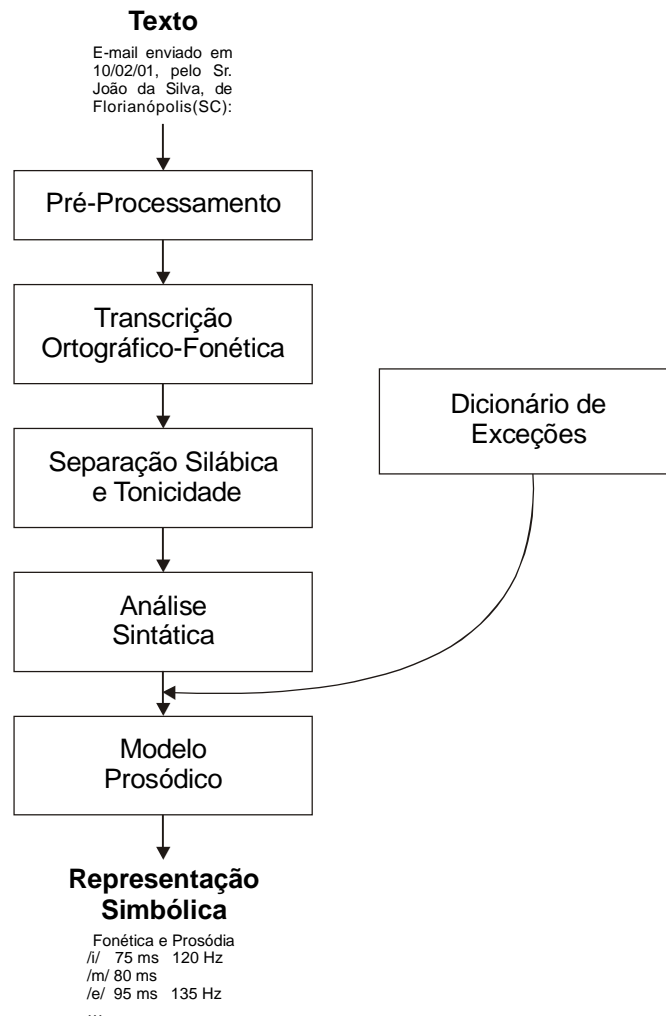 Texto
E-mail enviado em
10/02/01, pelo Sr.
João da Silva, de
Florianópolis(SC):
Pré-Processamento
Transcrição
Ortográfico-Fonética
Dicionário de
Exceções
Separação Silábica
e Tonicidade
Análise
Sintática
Modelo
Prosódico
Representação
Simbólica
Fonética e Prosódia
/i/ 75 ms 120 Hz
/m/ 80 ms
/e/ 95 ms 135 Hz
...